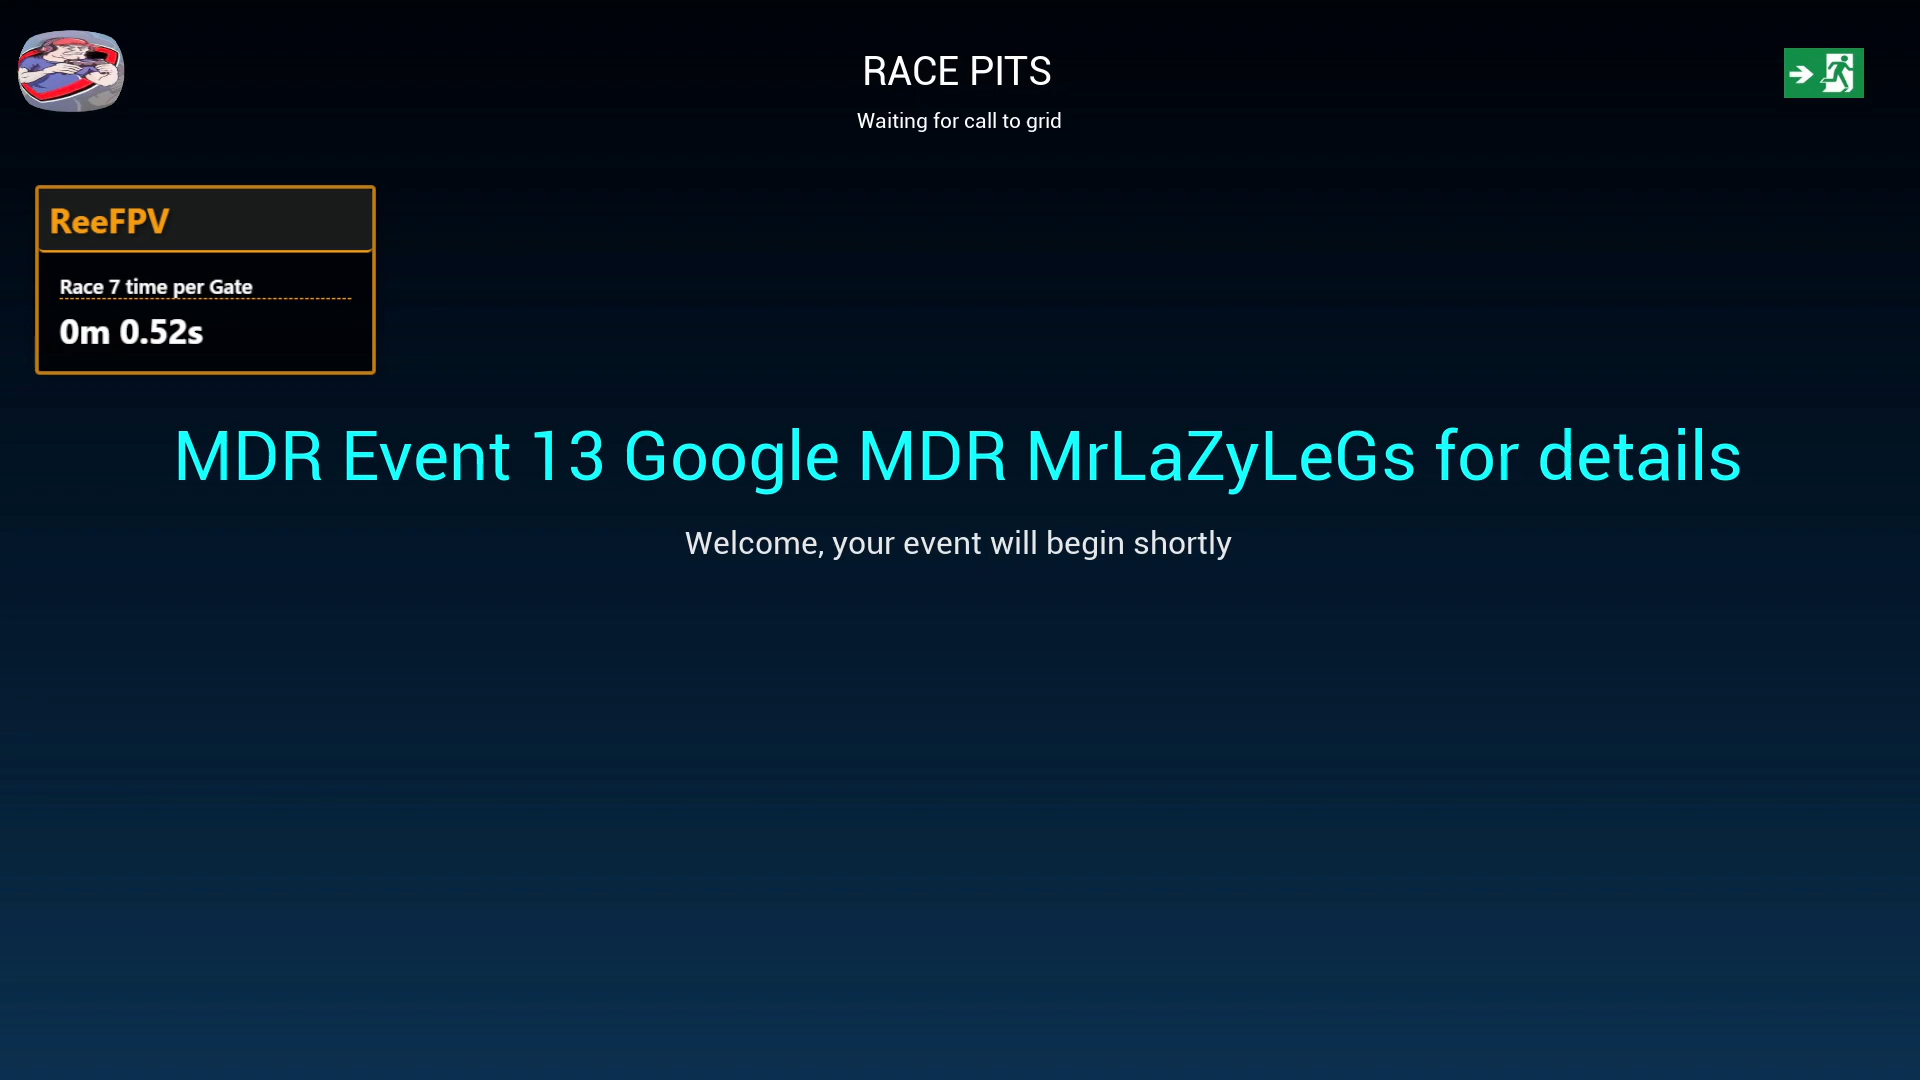 RACE PITS
Waiting for call to grid
ReeFPV
Race 7 time per Gate
0m 0.52s
MDR Event 13 Google MDR MrLaZyLeGs for details
Welcome, your event will begin shortly